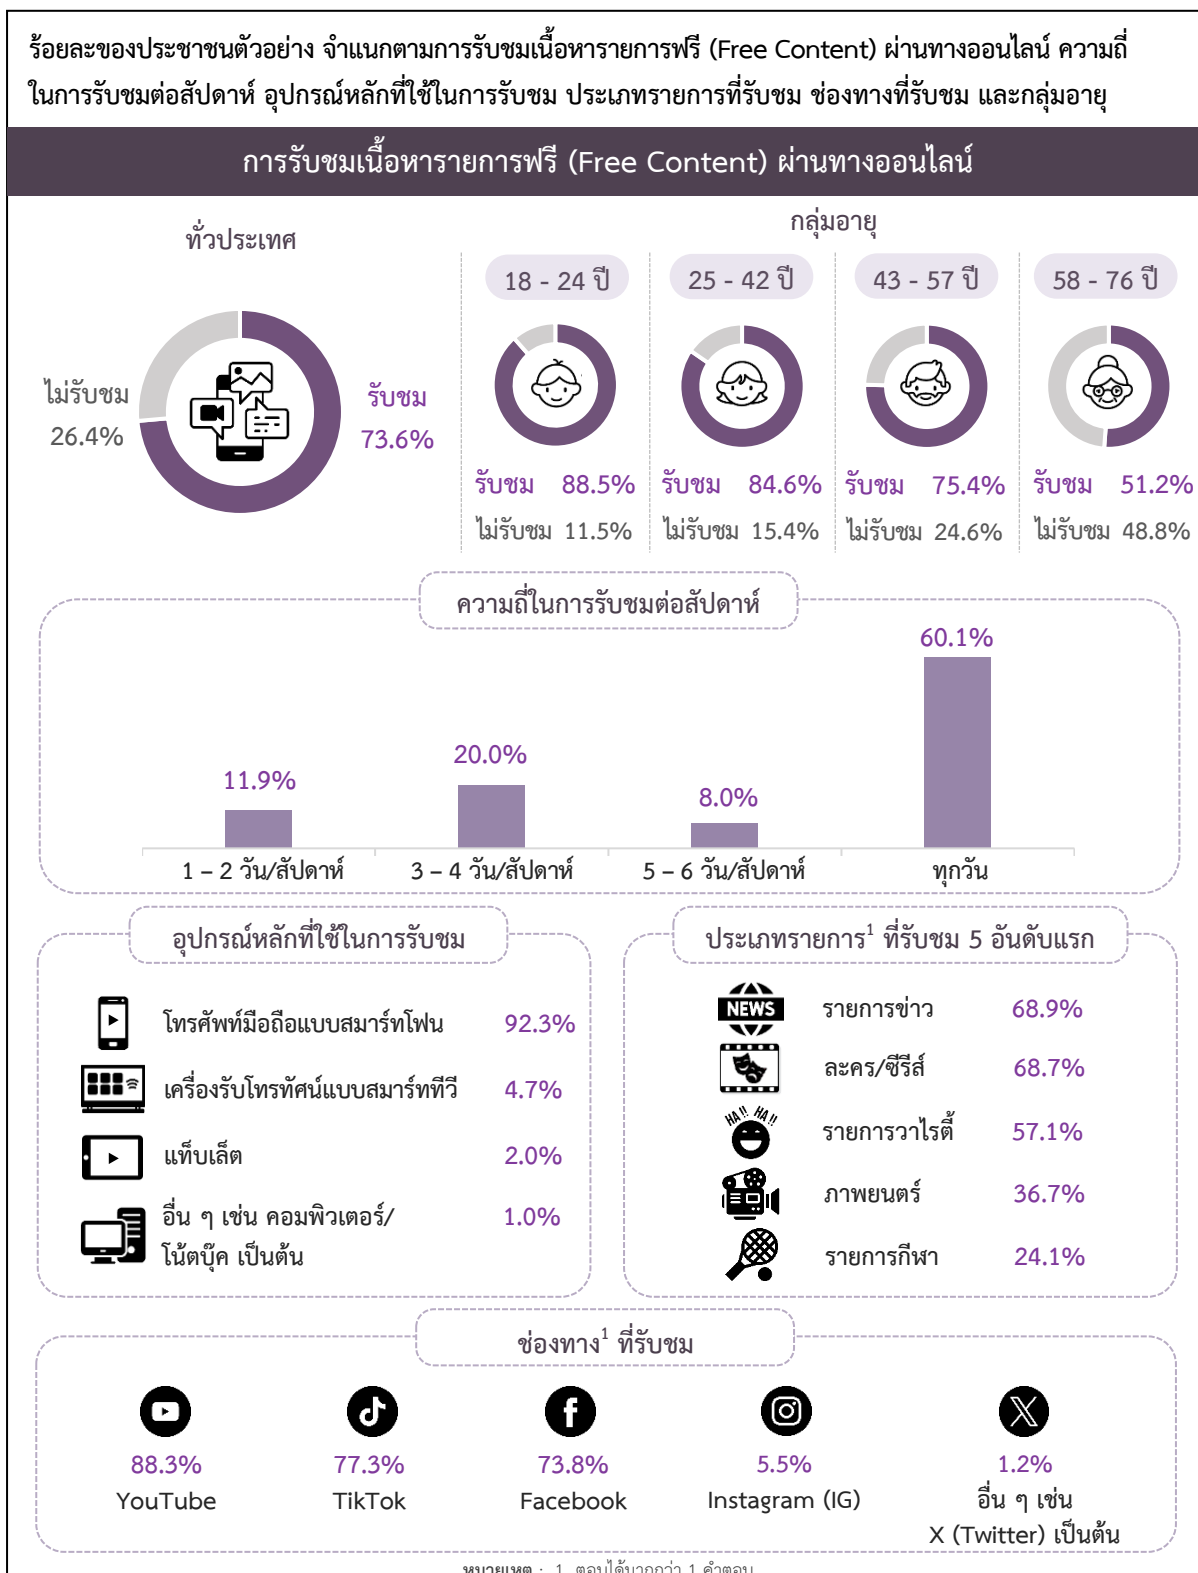 ร้อยละของประชาชนตัวอย่าง จำแนกตามการรับชมเนื้อหารายการฟรี (Free Content) ผ่านทางออนไลน์ ความถี่
ในการรับชมต่อสัปดาห์ อุปกรณ์หลักที่ใช้ในการรับชม ประเภทรายการที่รับชม ช่องทางที่รับชม และกลุ่มอายุ
การรับชมเนื้อหารายการฟรี (Free Content) ผ่านทางออนไลน์
ทั่วประเทศ
ไม่รับชม
26.4%
รับชม
73.6%
กลุ่มอายุ
18 - 24 ปี
รับชม 88.5%
ไม่รับชม 11.5%
25 - 42 ปี
รับชม 84.6%
ไม่รับชม 15.4%
43 - 57 ปี
รับชม 75.4%
ไม่รับชม 24.6%
58 - 76 ปี
รับชม 51.2%
ไม่รับชม 48.8%
ความถี่ในการรับชมต่อสัปดาห์
11.9%
20.0%
8.0%
60.1%
1 – 2 วัน/สัปดาห์
3 – 4 วัน/สัปดาห์
5 – 6 วัน/สัปดาห์
ทุกวัน
อุปกรณ์หลักที่ใช้ในการรับชม
โทรศัพท์มือถือแบบสมาร์ทโฟน 92.3%
เครื่องรับโทรทัศน์แบบสมาร์ททีวี 4.7%
แท็บเล็ต 2.0%
อื่น ๆ เช่น คอมพิวเตอร์/ 1.0%
โน้ตบุ๊ค เป็นต้น
ประเภทรายการ¹ ที่รับชม 5 อันดับแรก
NEWS รายการข่าว 68.9%
ละคร/ซีรีส์ 68.7%
HA!! HA!!
รายการวาไรตี้ 57.1%
ภาพยนตร์ 36.7%
รายการกีฬา 24.1%
ช่องทาง¹ ที่รับชม
88.3%
YouTube
77.3%
TikTok
73.8%
Facebook
5.5%
Instagram (IG)
1.2%
อื่น ๆ เช่น
X (Twitter) เป็นต้น
หมายเหตุ : 1 ตอบได้มากกว่า 1 คำตอบ